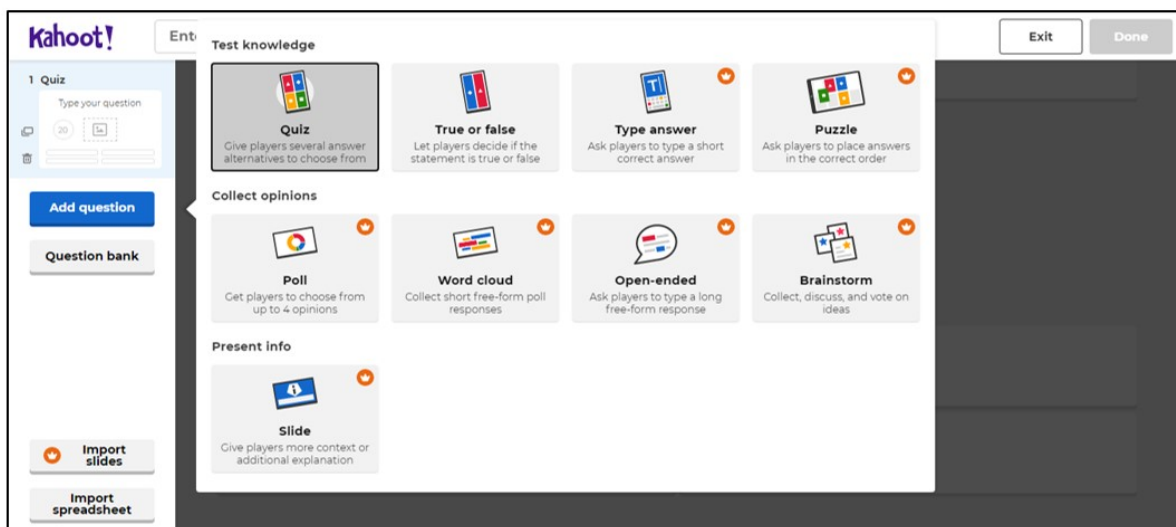 Kahoot!
Ent
Exit
Done
1 Quiz
Type your question
20
Add question
Question bank
Import
slides
Import
spreadsheet
Test knowledge
Quiz
Give players several answer
alternatives to choose from
True or false
Let players decide if the
statement is true or false
Type answer
Ask players to type a short
correct answer
Puzzle
Ask players to place answers
in the correct order
Collect opinions
Poll
Get players to choose from
up to 4 opinions
Word cloud
Collect short free-form poll
responses
Open-ended
Ask players to type a long
free-form response
Brainstorm
Collect, discuss, and vote on
ideas
Present info
Slide
Give players more context or
additional explanation